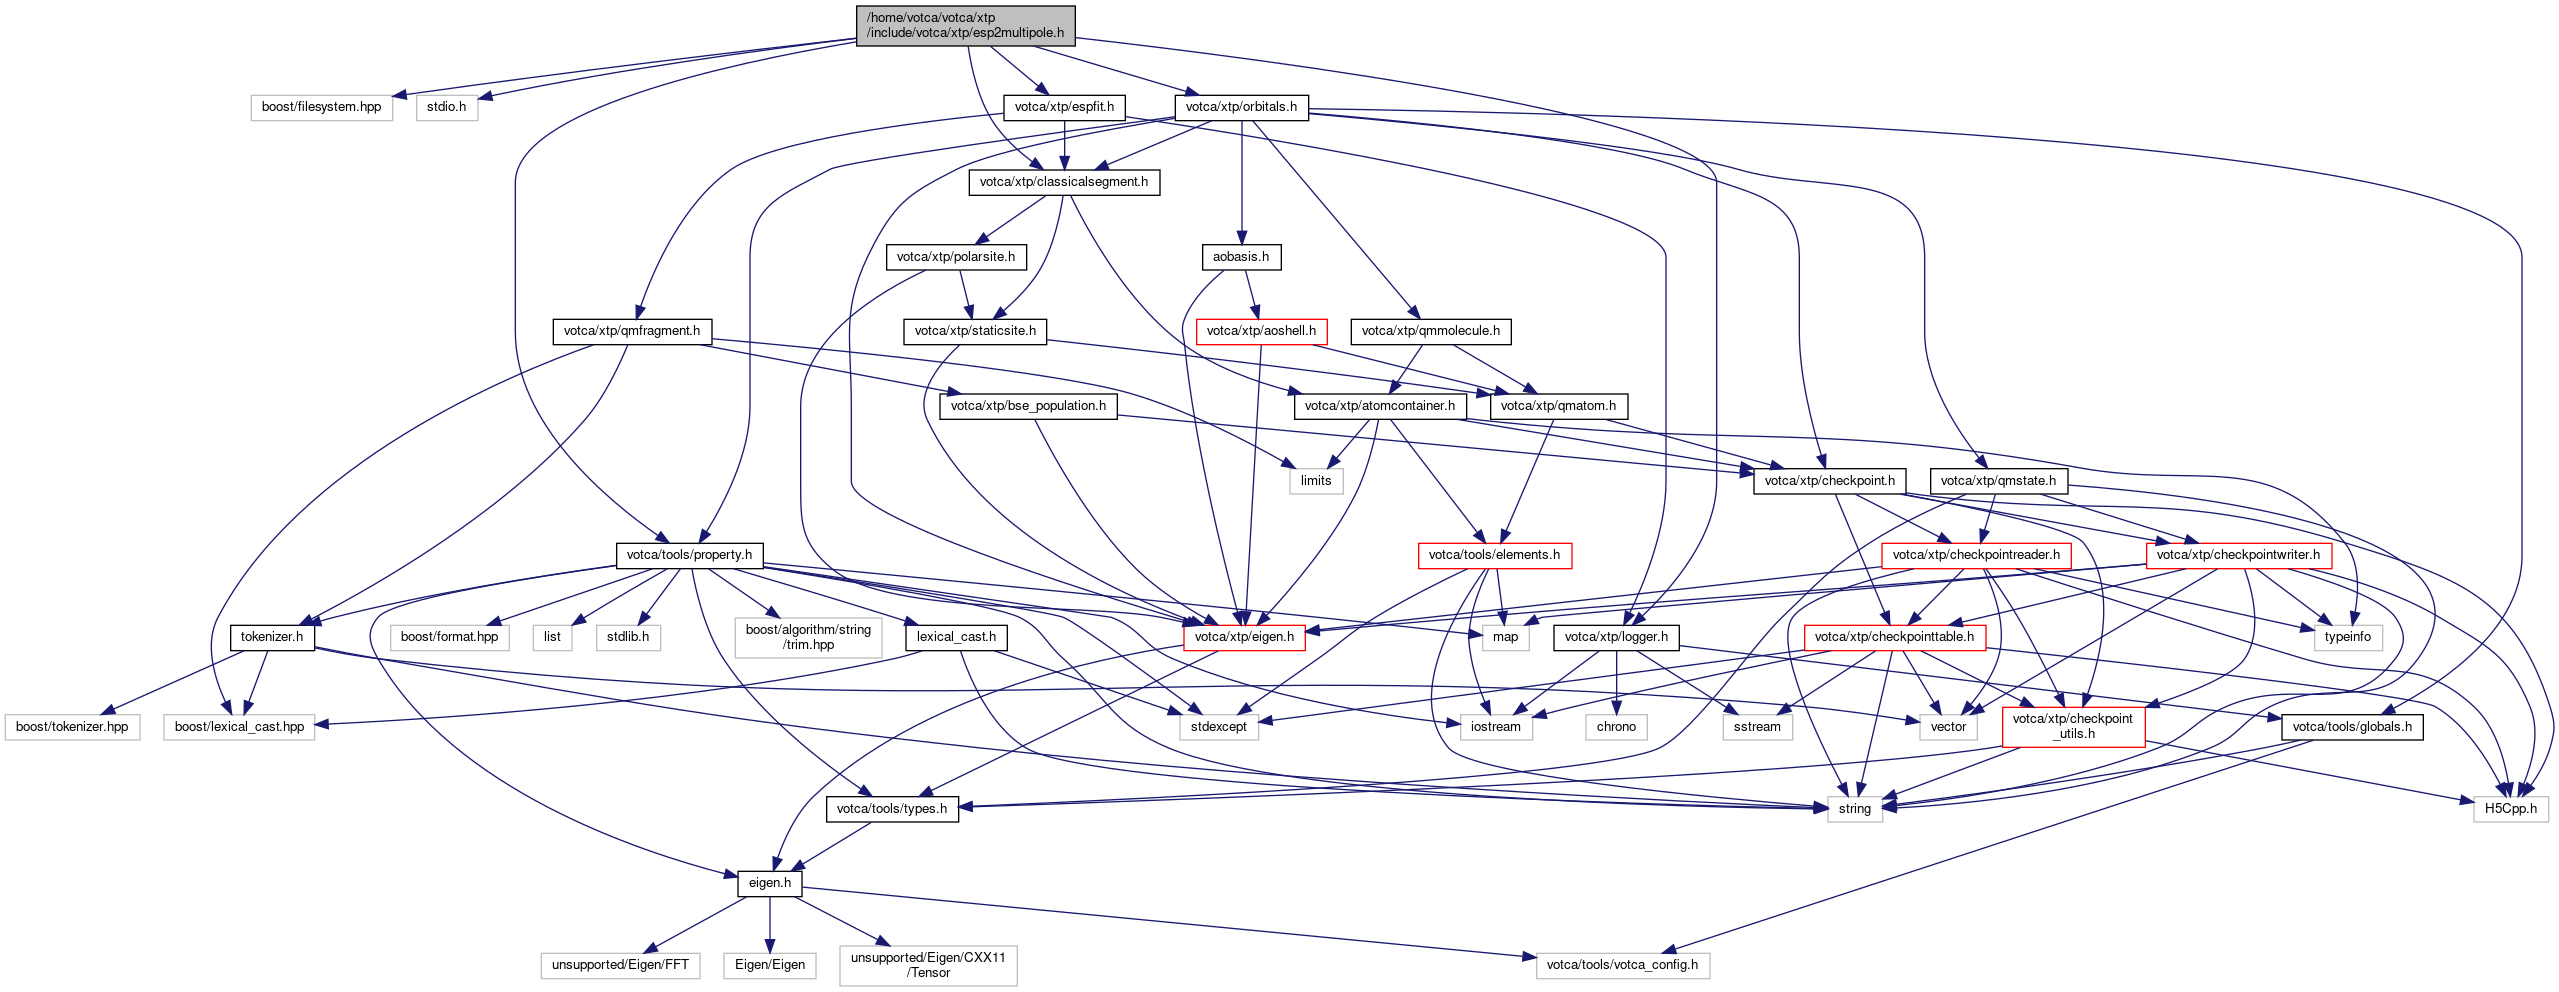 /home/votca/votca/xtp
/include/votca/xtp/esp2multipole.h
boost/filesystem.hpp
stdio.h
votca/xtp/espfit.h
votca/xtp/orbitals.h
votca/xtp/classicalsegment.h
votca/xtp/polarsite.h
aobasis.h
votca/xtp/qmfragment.h
votca/xtp/staticsite.h
votca/xtp/aoshell.h
votca/xtp/qmmolecule.h
votca/xtp/bse_population.h
votca/xtp/atomcontainer.h
votca/xtp/qmatom.h
limits
votca/xtp/checkpoint.h
votca/xtp/qmstate.h
votca/tools/property.h
votca/tools/elements.h
votca/xtp/checkpointreader.h
votca/xtp/checkpointwriter.h
tokenizer.h
boost/format.hpp
list
stdlib.h
boost/algorithm/string
/trim.hpp
lexical_cast.h
votca/xtp/eigen.h
map
votca/xtp/logger.h
votca/xtp/checkpointtable.h
typeinfo
boost/tokenizer.hpp
boost/lexical_cast.hpp
stdexcept
iostream
chrono
sstream
vector
votca/xtp/checkpoint
_utils.h
votca/tools/globals.h
votca/tools/types.h
string
H5Cpp.h
eigen.h
unsupported/Eigen/FFT
Eigen/Eigen
unsupported/Eigen/CXX11
/Tensor
votca/tools/votca_config.h